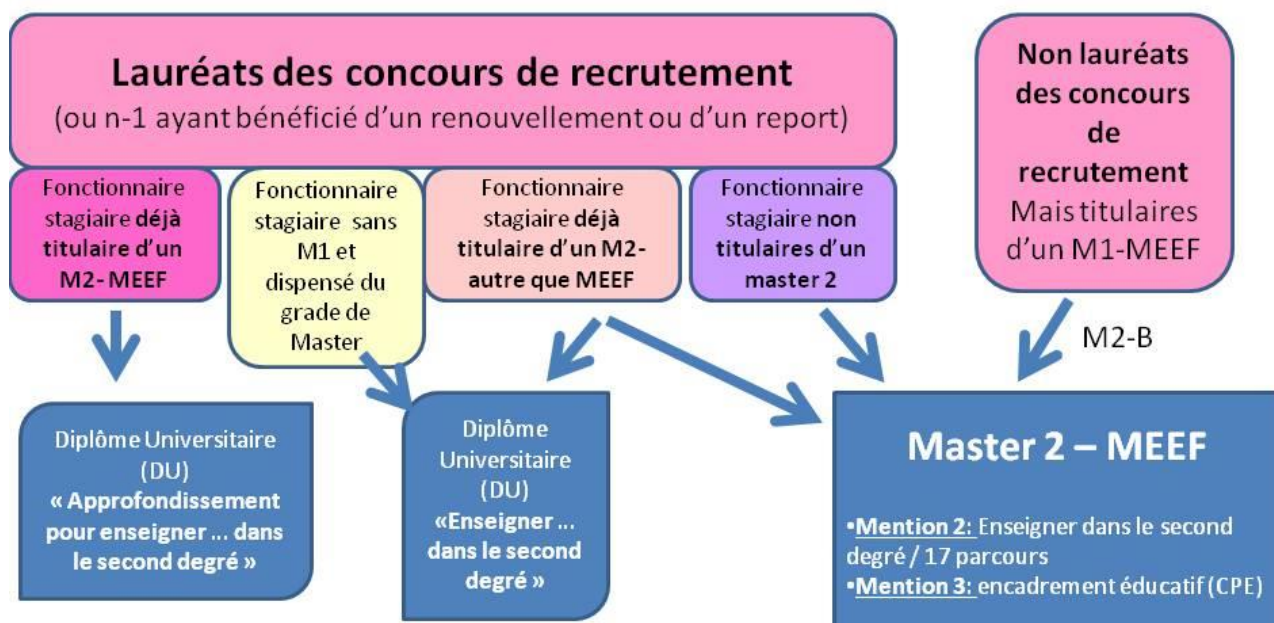 Lauréats des concours de recrutement
(ou n-1 ayant bénéficié d'un renouvellement ou d'un report)
Non lauréats
des concours
de
recrutement
Mais titulaires
d'un M1-MEEF
Fonctionnaire
stagiaire déjà
titulaire d'un
M2- MEEF
Fonctionnaire
stagiaire sans
M1 et
dispensé du
grade de
Master
Fonctionnaire
stagiaire déjà
titulaire d'un M2-
autre que MEEF
Fonctionnaire
stagiaire non
titulaires d'un
master 2
M2-B
Diplôme Universitaire
(DU)
« Approfondissement
pour enseigner ... dans
le second degré »
Diplôme
Universitaire
(DU)
«Enseigner ...
dans le second
degré »
Master 2 – MEEF
•Mention 2: Enseigner dans le second
degré / 17 parcours
•Mention 3: encadrement éducatif (CPE)